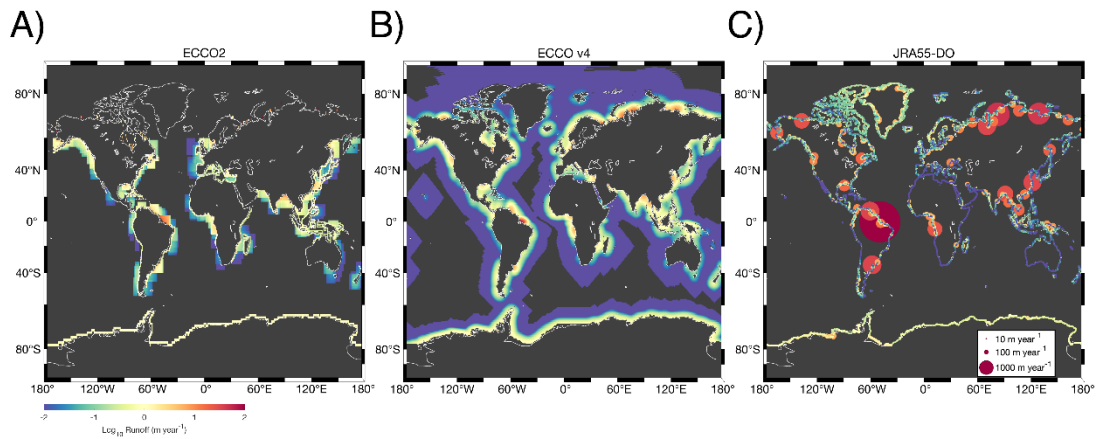 A) B) C)
ECCO2 ECCO v4 JRA55-DO
80°N 80°N 80°N
40°N 40°N 40°N
0° 0° 0°
40°S 40°S 40°S
80°S 80°S 80°S
10 m year⁻¹
100 m year⁻¹
1000 m year⁻¹
180° 120°W 60°W 0° 60°E 120°E 180° 180° 120°W 60°W 0° 60°E 120°E 180° 180° 120°W 60°W 0° 60°E 120°E 180°
-2 -1 0 1 2
Log₁₀ Runoff (m year⁻¹)